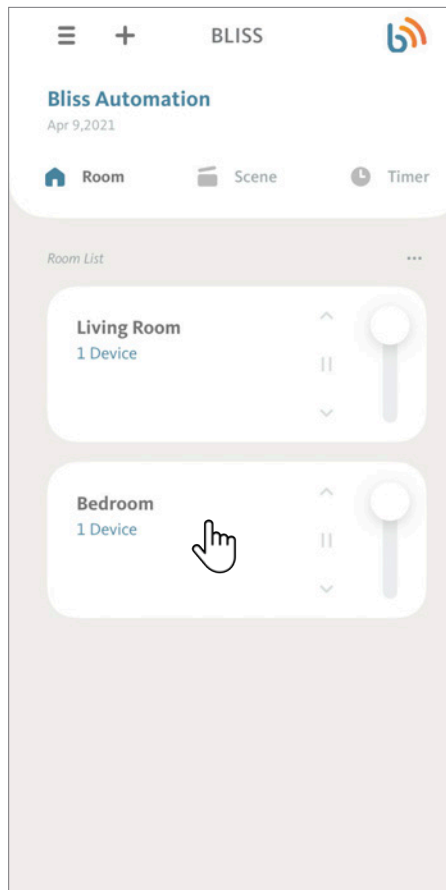 BLISS
Bliss Automation
Apr 9,2021
Room
Scene
Timer
Room List
Living Room
1 Device
Bedroom
1 Device